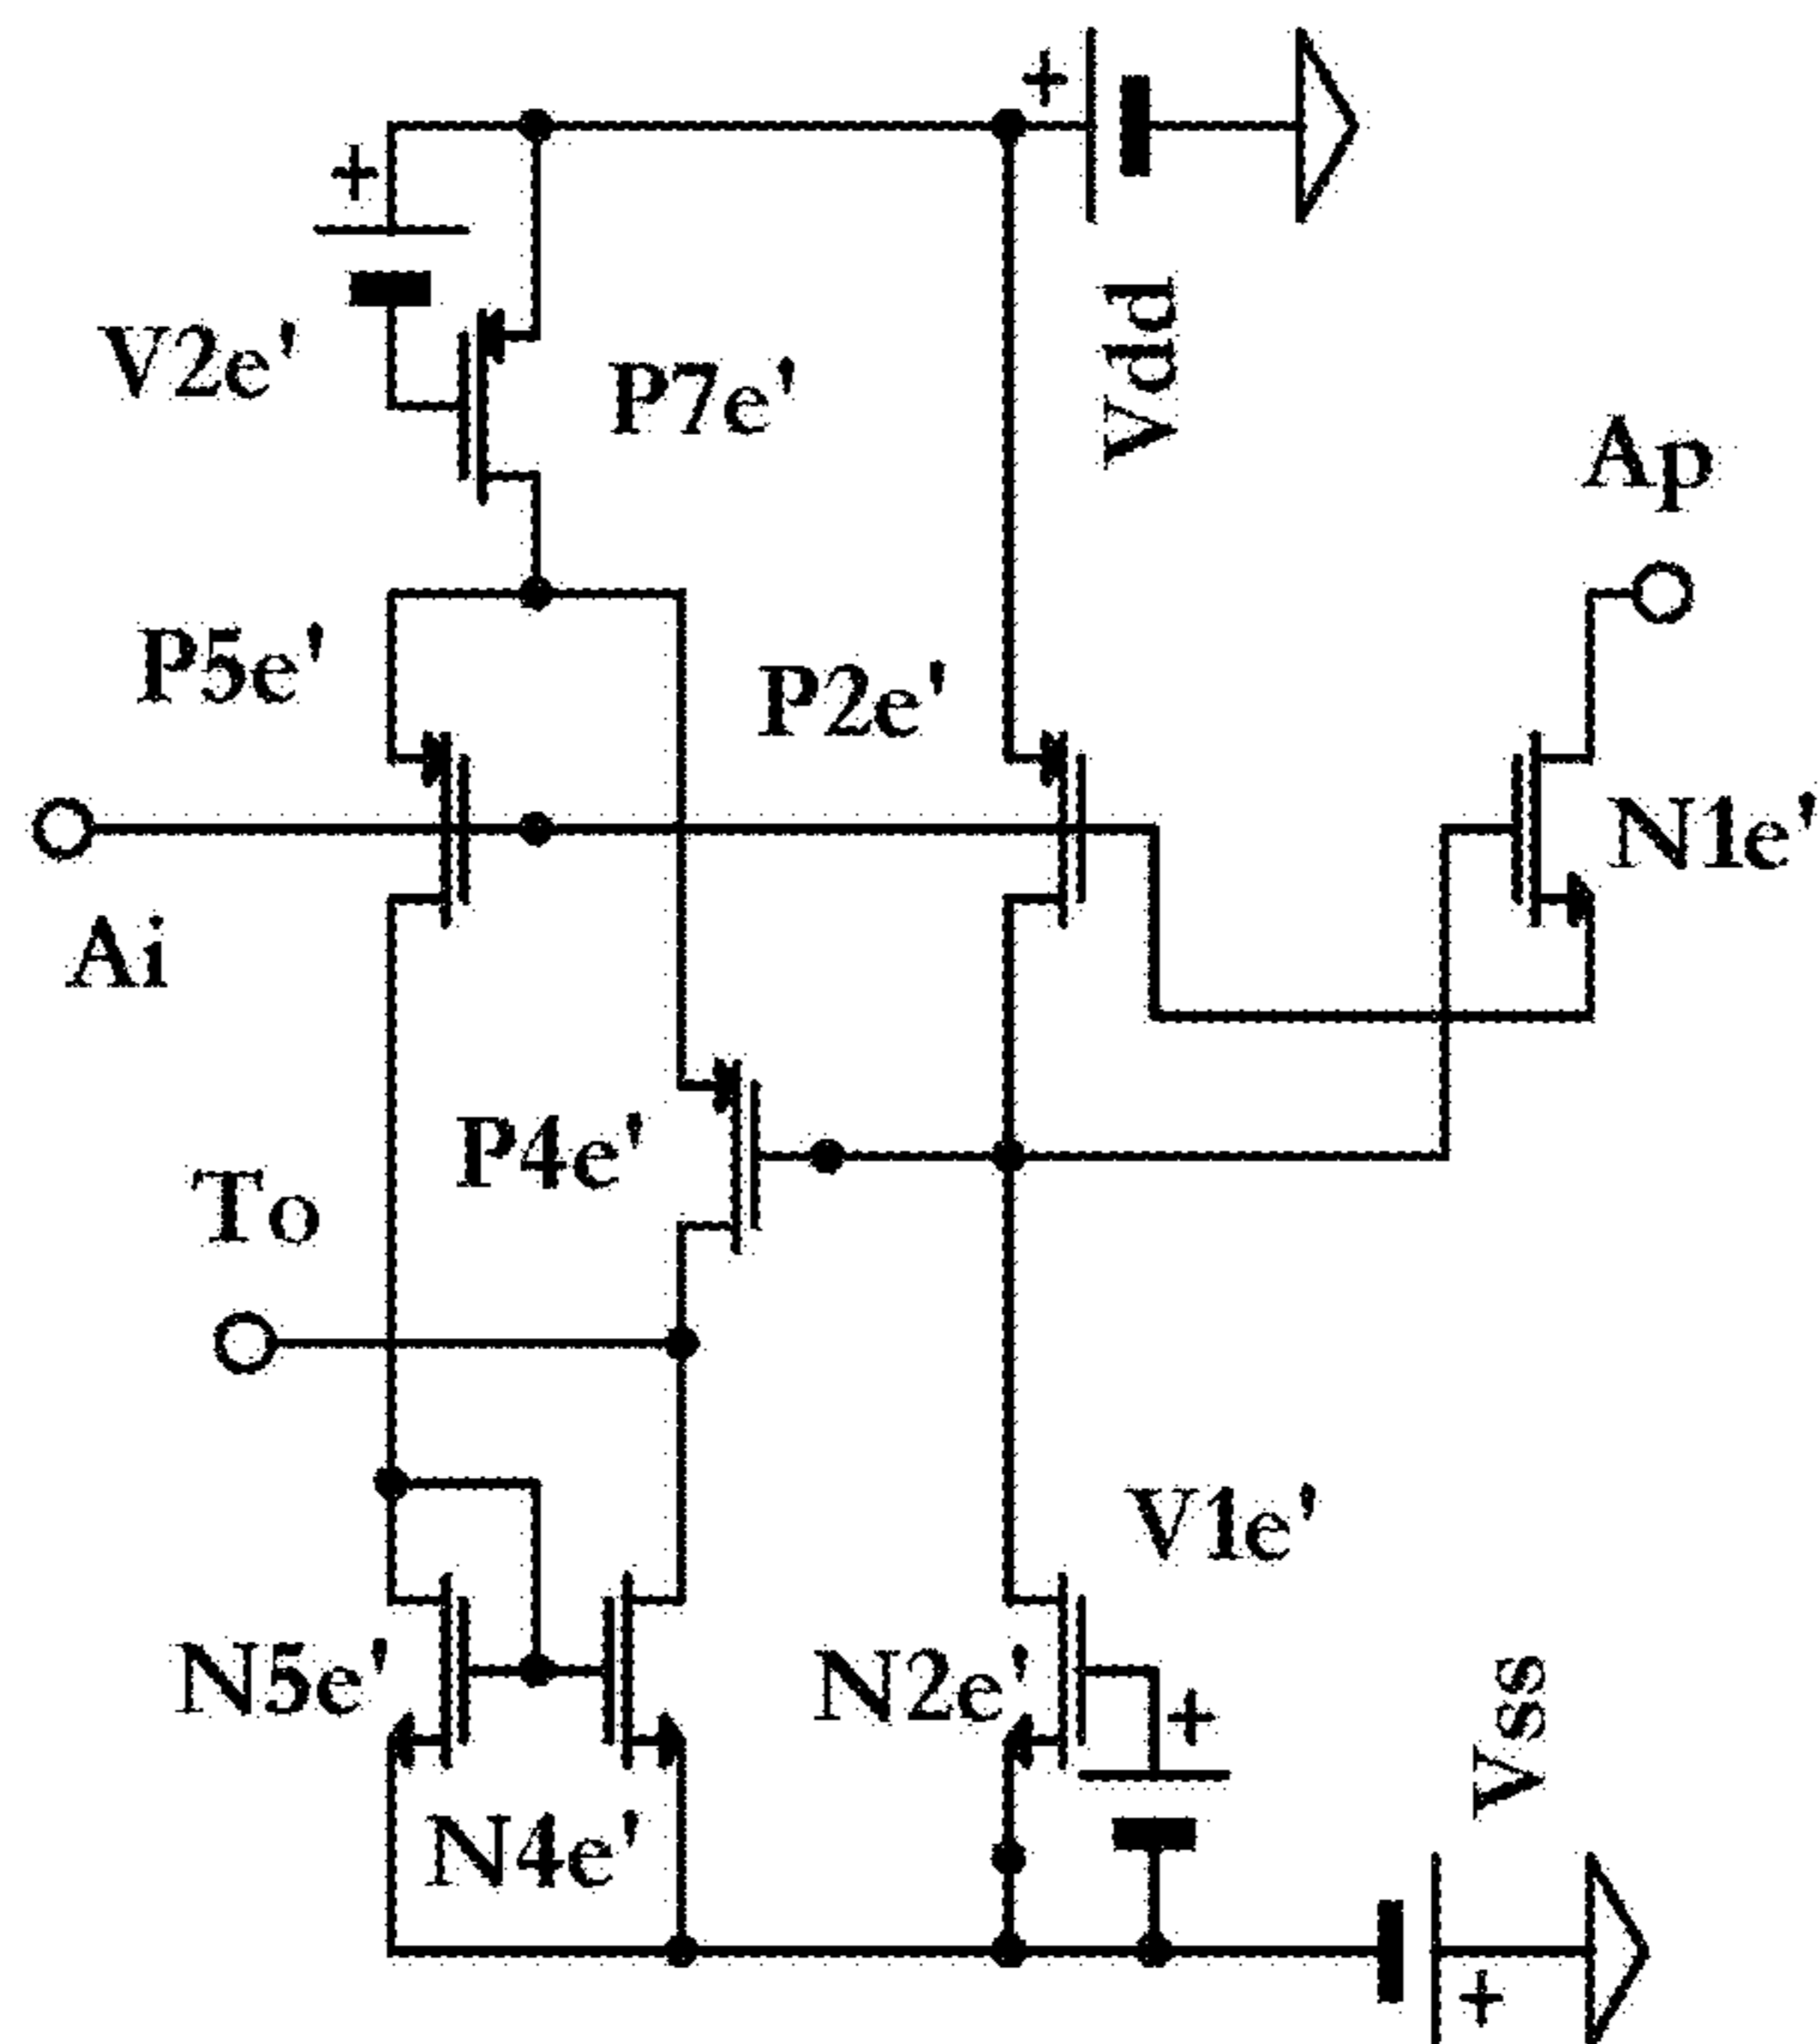 +
+
V2e'
P7e'
Vdd
Ap
P5e'
P2e'
N1e'
Ai
P4e'
To
V1e'
N5e'
N2e'
+
Vss
N4e'
+